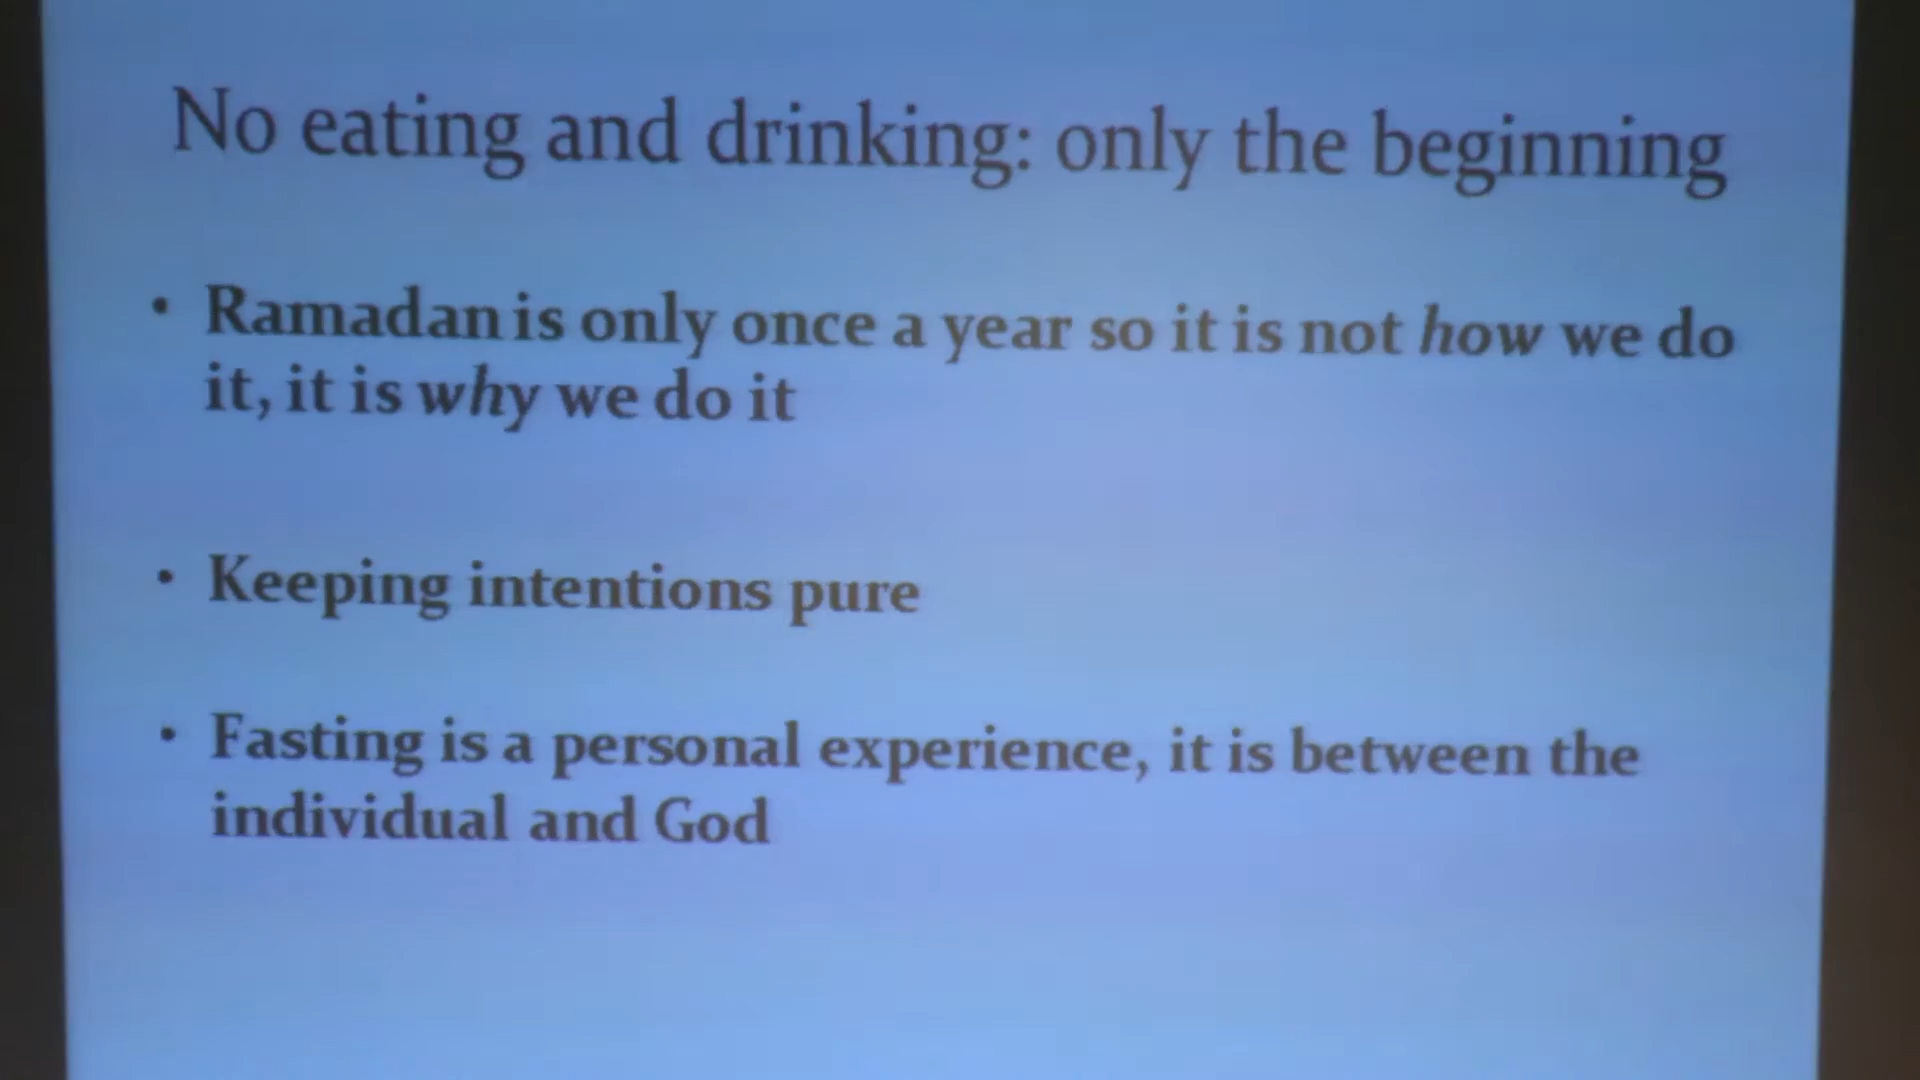 No eating and drinking: only the beginning
• Ramadan is only once a year so it is not how we do
it, it is why we do it
• Keeping intentions pure
• Fasting is a personal experience, it is between the
individual and God